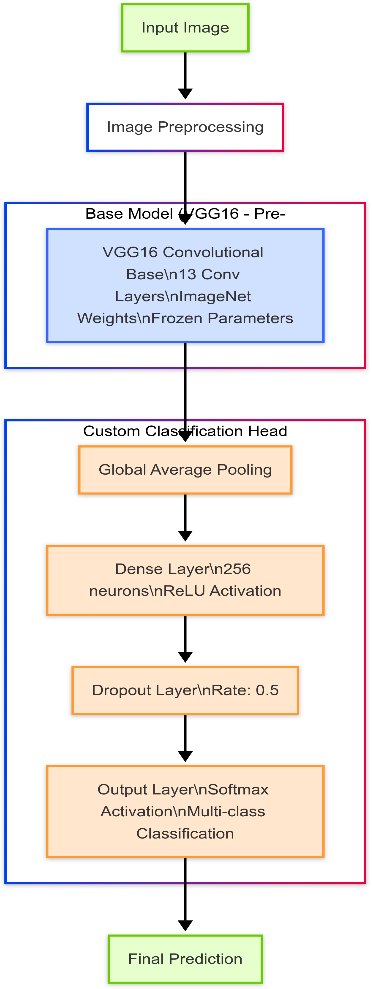 Input Image
Image Preprocessing
Base Model (VGG16 - Pre-
VGG16 Convolutional
Base\n13 Conv
Layers\nImageNet
Weights\nFrozen Parameters
Custom Classification Head
Global Average Pooling
Dense Layer\n256
neurons\nReLU Activation
Dropout Layer\nRate: 0.5
Output Layer\nSoftmax
Activation\nMulti-class
Classification
Final Prediction